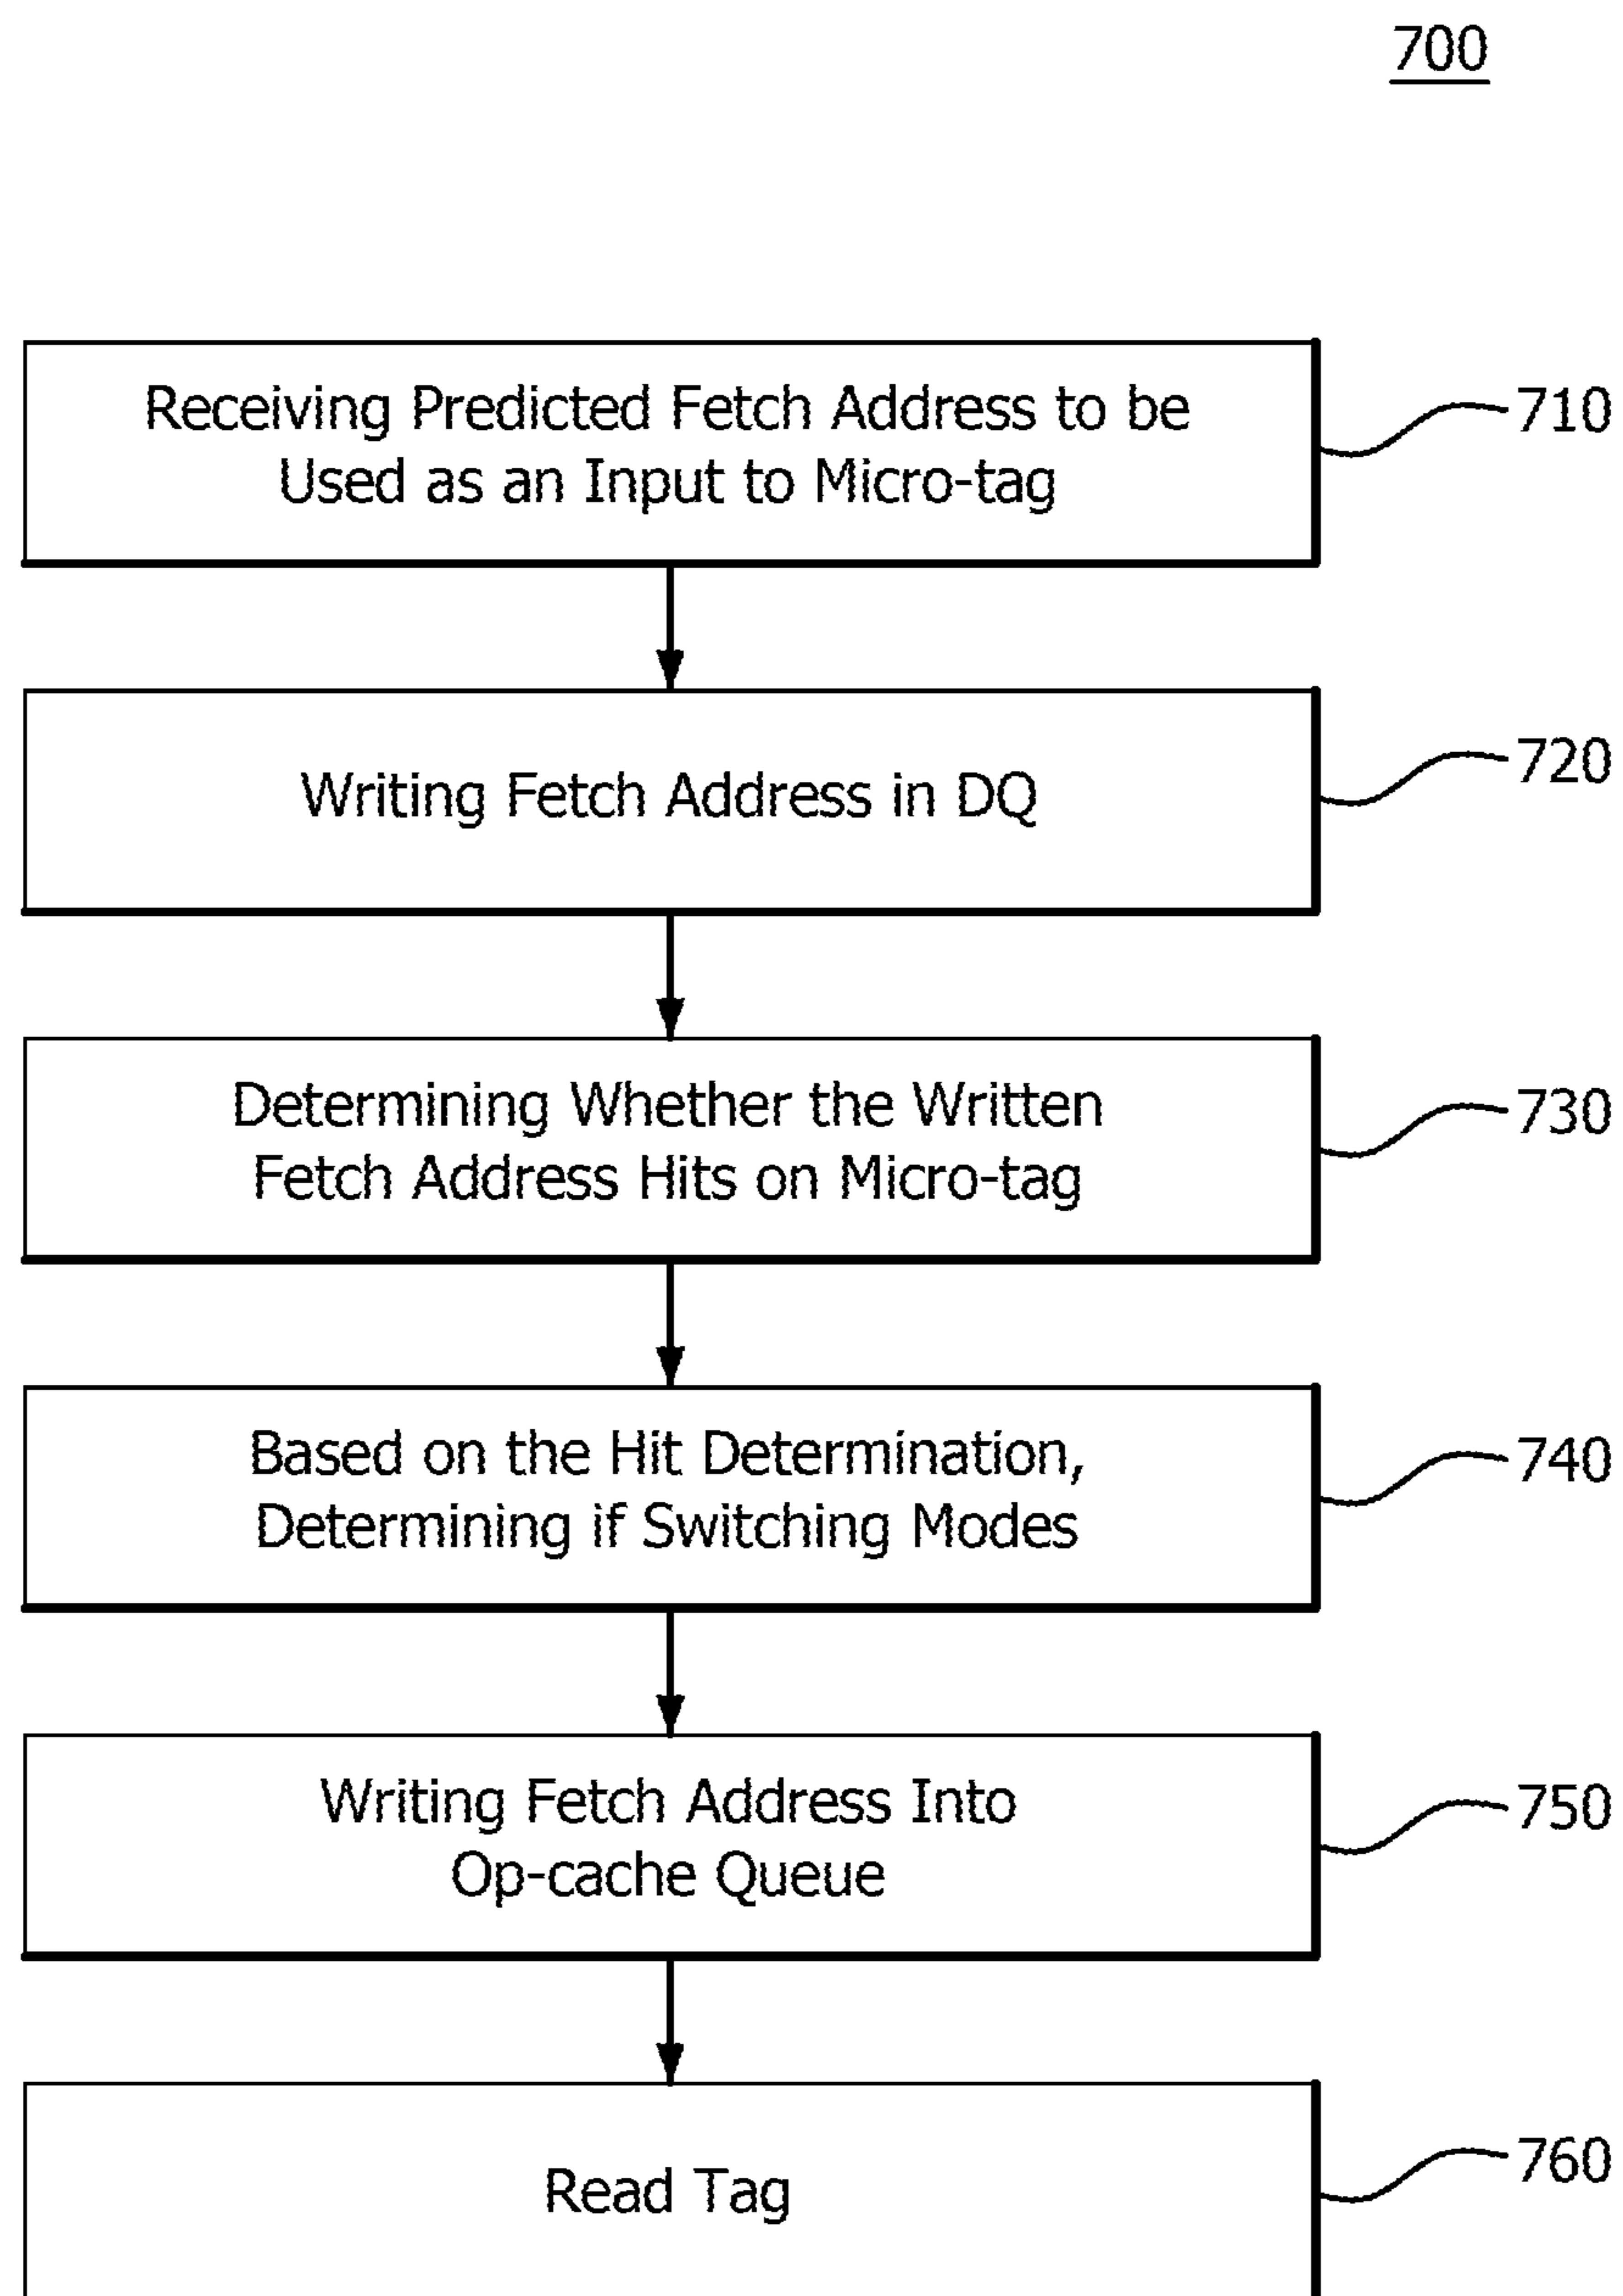 700
Receiving Predicted Fetch Address to be
Used as an Input to Micro-tag
710
Writing Fetch Address in DQ
720
Determining Whether the Written
Fetch Address Hits on Micro-tag
730
Based on the Hit Determination,
Determining if Switching Modes
740
Writing Fetch Address Into
Op-cache Queue
750
Read Tag
760